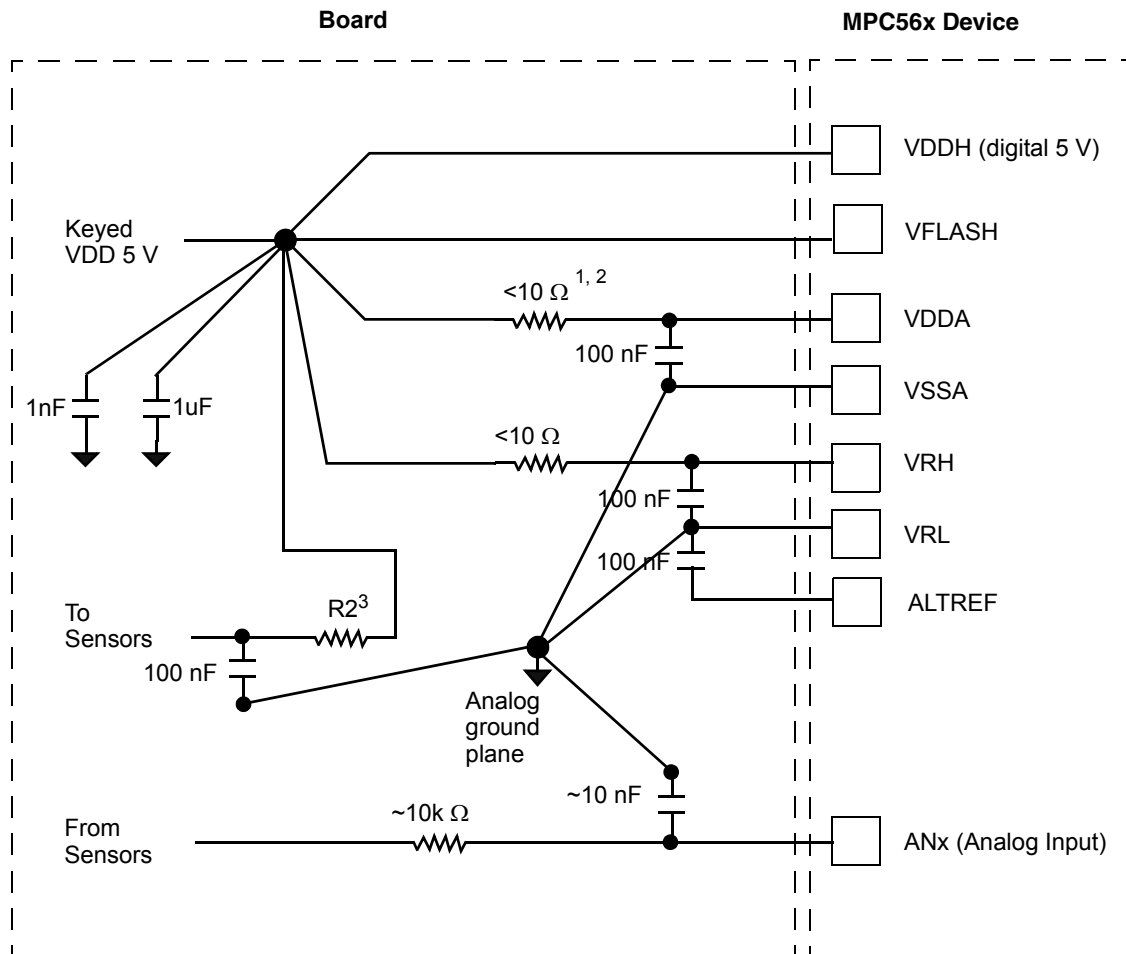 Board
MPC56x Device
VDDH (digital 5 V)
Keyed
VDD 5 V
VFLASH
<10 Ω 1, 2
VDDA
100 nF
VSSA
1nF
1uF
<10 Ω
VRH
100 nF
VRL
100 nF
ALTREF
To
Sensors
R2³
100 nF
Analog
ground
plane
~10 nF
~10k Ω
From
Sensors
ANx (Analog Input)